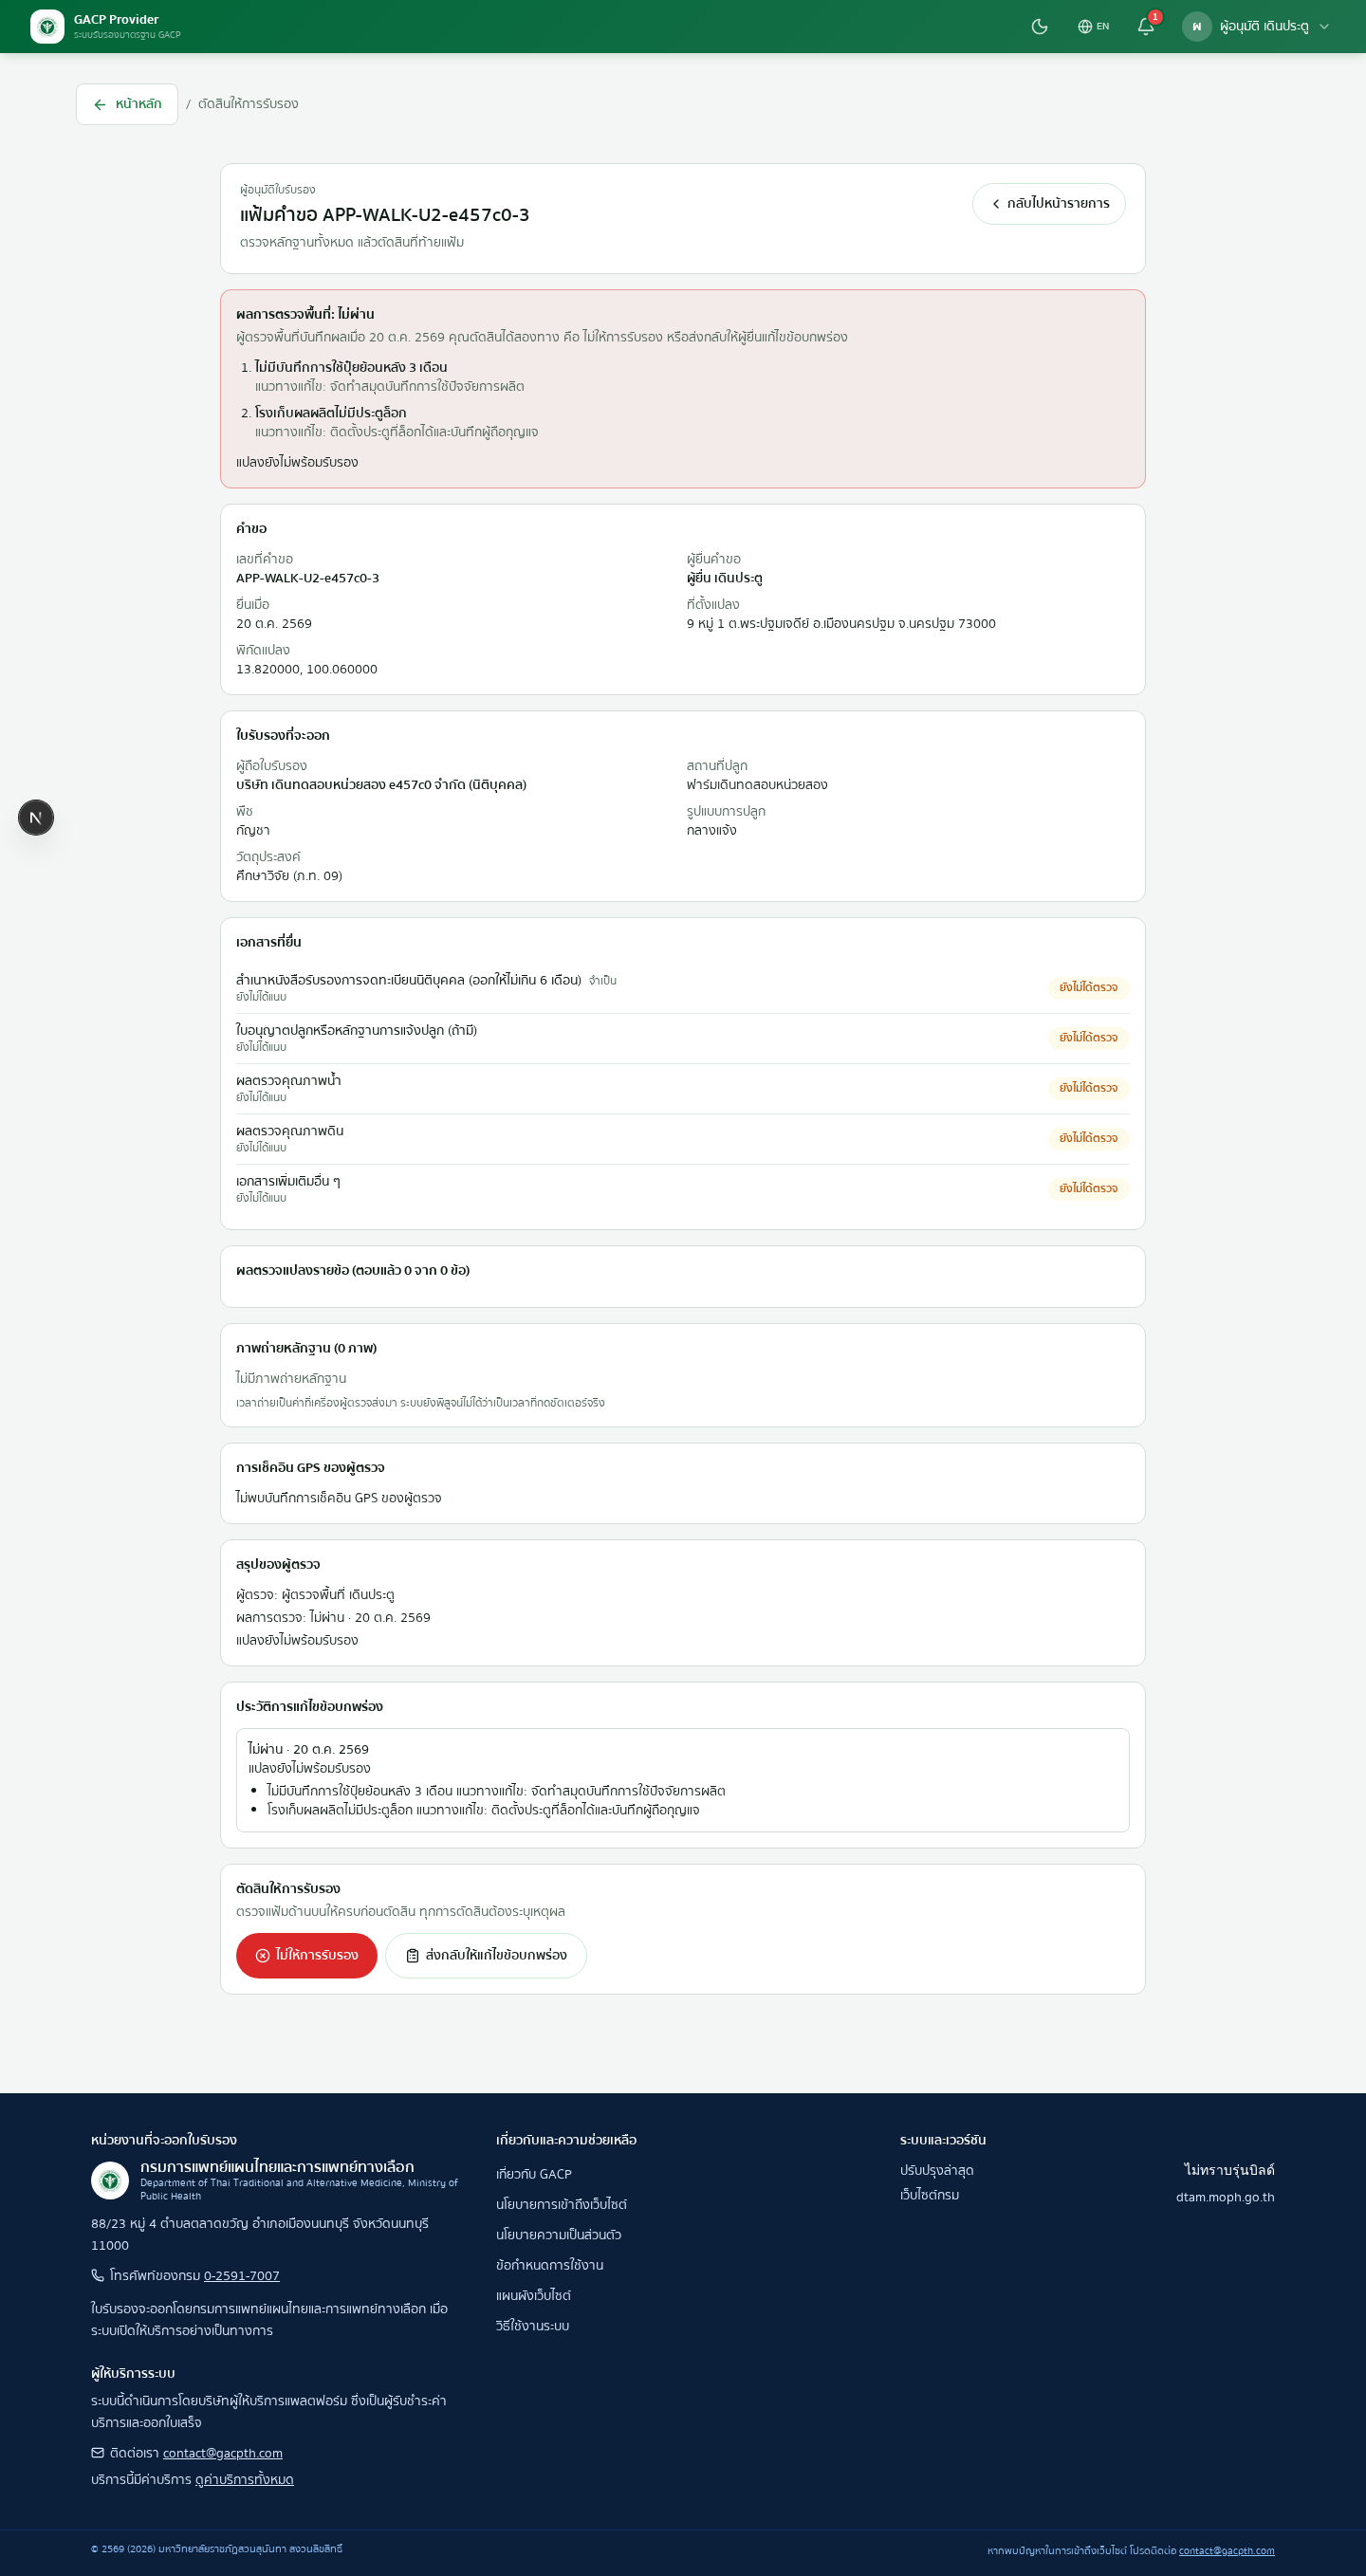 GACP Provider
ระบบรับรองมาตรฐาน GACP
EN
1
ผ
ผู้อนุมัติ เดินประตู
หน้าหลัก
/ ตัดสินให้การรับรอง
ผู้อนุมัติใบรับรอง
แฟ้มคำขอ APP-WALK-U2-e457c0-3
ตรวจหลักฐานทั้งหมด แล้วตัดสินที่ท้ายแฟ้ม
กลับไปหน้ารายการ
ผลการตรวจพื้นที่: ไม่ผ่าน
ผู้ตรวจพื้นที่บันทึกผลเมื่อ 20 ต.ค. 2569 คุณตัดสินได้สองทาง คือ ไม่ให้การรับรอง หรือส่งกลับให้ผู้ยื่นแก้ไขข้อบกพร่อง
1. ไม่มีบันทึกการใช้ปุ๋ยย้อนหลัง 3 เดือน
แนวทางแก้ไข: จัดทำสมุดบันทึกการใช้ปัจจัยการผลิต
2. โรงเก็บผลผลิตไม่มีประตูล็อก
แนวทางแก้ไข: ติดตั้งประตูที่ล็อกได้และบันทึกผู้ถือกุญแจ
แปลงยังไม่พร้อมรับรอง
คำขอ
เลขที่คำขอ
APP-WALK-U2-e457c0-3
ผู้ยื่นคำขอ
ผู้ยื่น เดินประตู
ยื่นเมื่อ
20 ต.ค. 2569
ที่ตั้งแปลง
9 หมู่ 1 ต.พระปฐมเจดีย์ อ.เมืองนครปฐม จ.นครปฐม 73000
พิกัดแปลง
13.820000, 100.060000
ใบรับรองที่จะออก
ผู้ถือใบรับรอง
บริษัท เดินทดสอบหน่วยสอง e457c0 จำกัด (นิติบุคคล)
สถานที่ปลูก
ฟาร์มเดินทดสอบหน่วยสอง
พืช
กัญชา
รูปแบบการปลูก
กลางแจ้ง
วัตถุประสงค์
ศึกษาวิจัย (ภ.ท. 09)
เอกสารที่ยื่น
สำเนาหนังสือรับรองการจดทะเบียนนิติบุคคล (ออกให้ไม่เกิน 6 เดือน) จำเป็น
ยังไม่ได้แนบ
ยังไม่ได้ตรวจ
ใบอนุญาตปลูกหรือหลักฐานการแจ้งปลูก (ถ้ามี)
ยังไม่ได้แนบ
ยังไม่ได้ตรวจ
ผลตรวจคุณภาพน้ำ
ยังไม่ได้แนบ
ยังไม่ได้ตรวจ
ผลตรวจคุณภาพดิน
ยังไม่ได้แนบ
ยังไม่ได้ตรวจ
เอกสารเพิ่มเติมอื่น ๆ
ยังไม่ได้แนบ
ยังไม่ได้ตรวจ
ผลตรวจแปลงรายข้อ (ตอบแล้ว 0 จาก 0 ข้อ)
ภาพถ่ายหลักฐาน (0 ภาพ)
ไม่มีภาพถ่ายหลักฐาน
เวลาถ่ายเป็นค่าที่เครื่องผู้ตรวจส่งมา ระบบยังพิสูจน์ไม่ได้ว่าเป็นเวลาที่กดชัตเตอร์จริง
การเช็คอิน GPS ของผู้ตรวจ
ไม่พบบันทึกการเช็คอิน GPS ของผู้ตรวจ
สรุปของผู้ตรวจ
ผู้ตรวจ: ผู้ตรวจพื้นที่ เดินประตู
ผลการตรวจ: ไม่ผ่าน · 20 ต.ค. 2569
แปลงยังไม่พร้อมรับรอง
ประวัติการแก้ไขข้อบกพร่อง
ไม่ผ่าน · 20 ต.ค. 2569
แปลงยังไม่พร้อมรับรอง
• ไม่มีบันทึกการใช้ปุ๋ยย้อนหลัง 3 เดือน แนวทางแก้ไข: จัดทำสมุดบันทึกการใช้ปัจจัยการผลิต
• โรงเก็บผลผลิตไม่มีประตูล็อก แนวทางแก้ไข: ติดตั้งประตูที่ล็อกได้และบันทึกผู้ถือกุญแจ
ตัดสินให้การรับรอง
ตรวจแฟ้มด้านบนให้ครบก่อนตัดสิน ทุกการตัดสินต้องระบุเหตุผล
ไม่ให้การรับรอง
ส่งกลับให้แก้ไขข้อบกพร่อง
หน่วยงานที่จะออกใบรับรอง
กรมการแพทย์แผนไทยและการแพทย์ทางเลือก
Department of Thai Traditional and Alternative Medicine, Ministry of
Public Health
88/23 หมู่ 4 ตำบลตลาดขวัญ อำเภอเมืองนนทบุรี จังหวัดนนทบุรี
11000
โทรศัพท์ของกรม 0-2591-7007
ใบรับรองจะออกโดยกรมการแพทย์แผนไทยและการแพทย์ทางเลือก เมื่อ
ระบบเปิดให้บริการอย่างเป็นทางการ
ผู้ให้บริการระบบ
ระบบนี้ดำเนินการโดยบริษัทผู้ให้บริการแพลตฟอร์ม ซึ่งเป็นผู้รับชำระค่า
บริการและออกใบเสร็จ
ติดต่อเรา contact@gacpth.com
บริการนี้มีค่าบริการ ดูค่าบริการทั้งหมด
เกี่ยวกับและความช่วยเหลือ
เกี่ยวกับ GACP
นโยบายการเข้าถึงเว็บไซต์
นโยบายความเป็นส่วนตัว
ข้อกำหนดการใช้งาน
แผนผังเว็บไซต์
วิธีใช้งานระบบ
ระบบและเวอร์ชัน
ปรับปรุงล่าสุด
ไม่ทราบรุ่นบิลด์
เว็บไซต์กรม
dtam.moph.go.th
© 2569 (2026) มหาวิทยาลัยราชภัฏสวนสุนันทา สงวนลิขสิทธิ์
หากพบปัญหาในการเข้าถึงเว็บไซต์ โปรดติดต่อ contact@gacpth.com